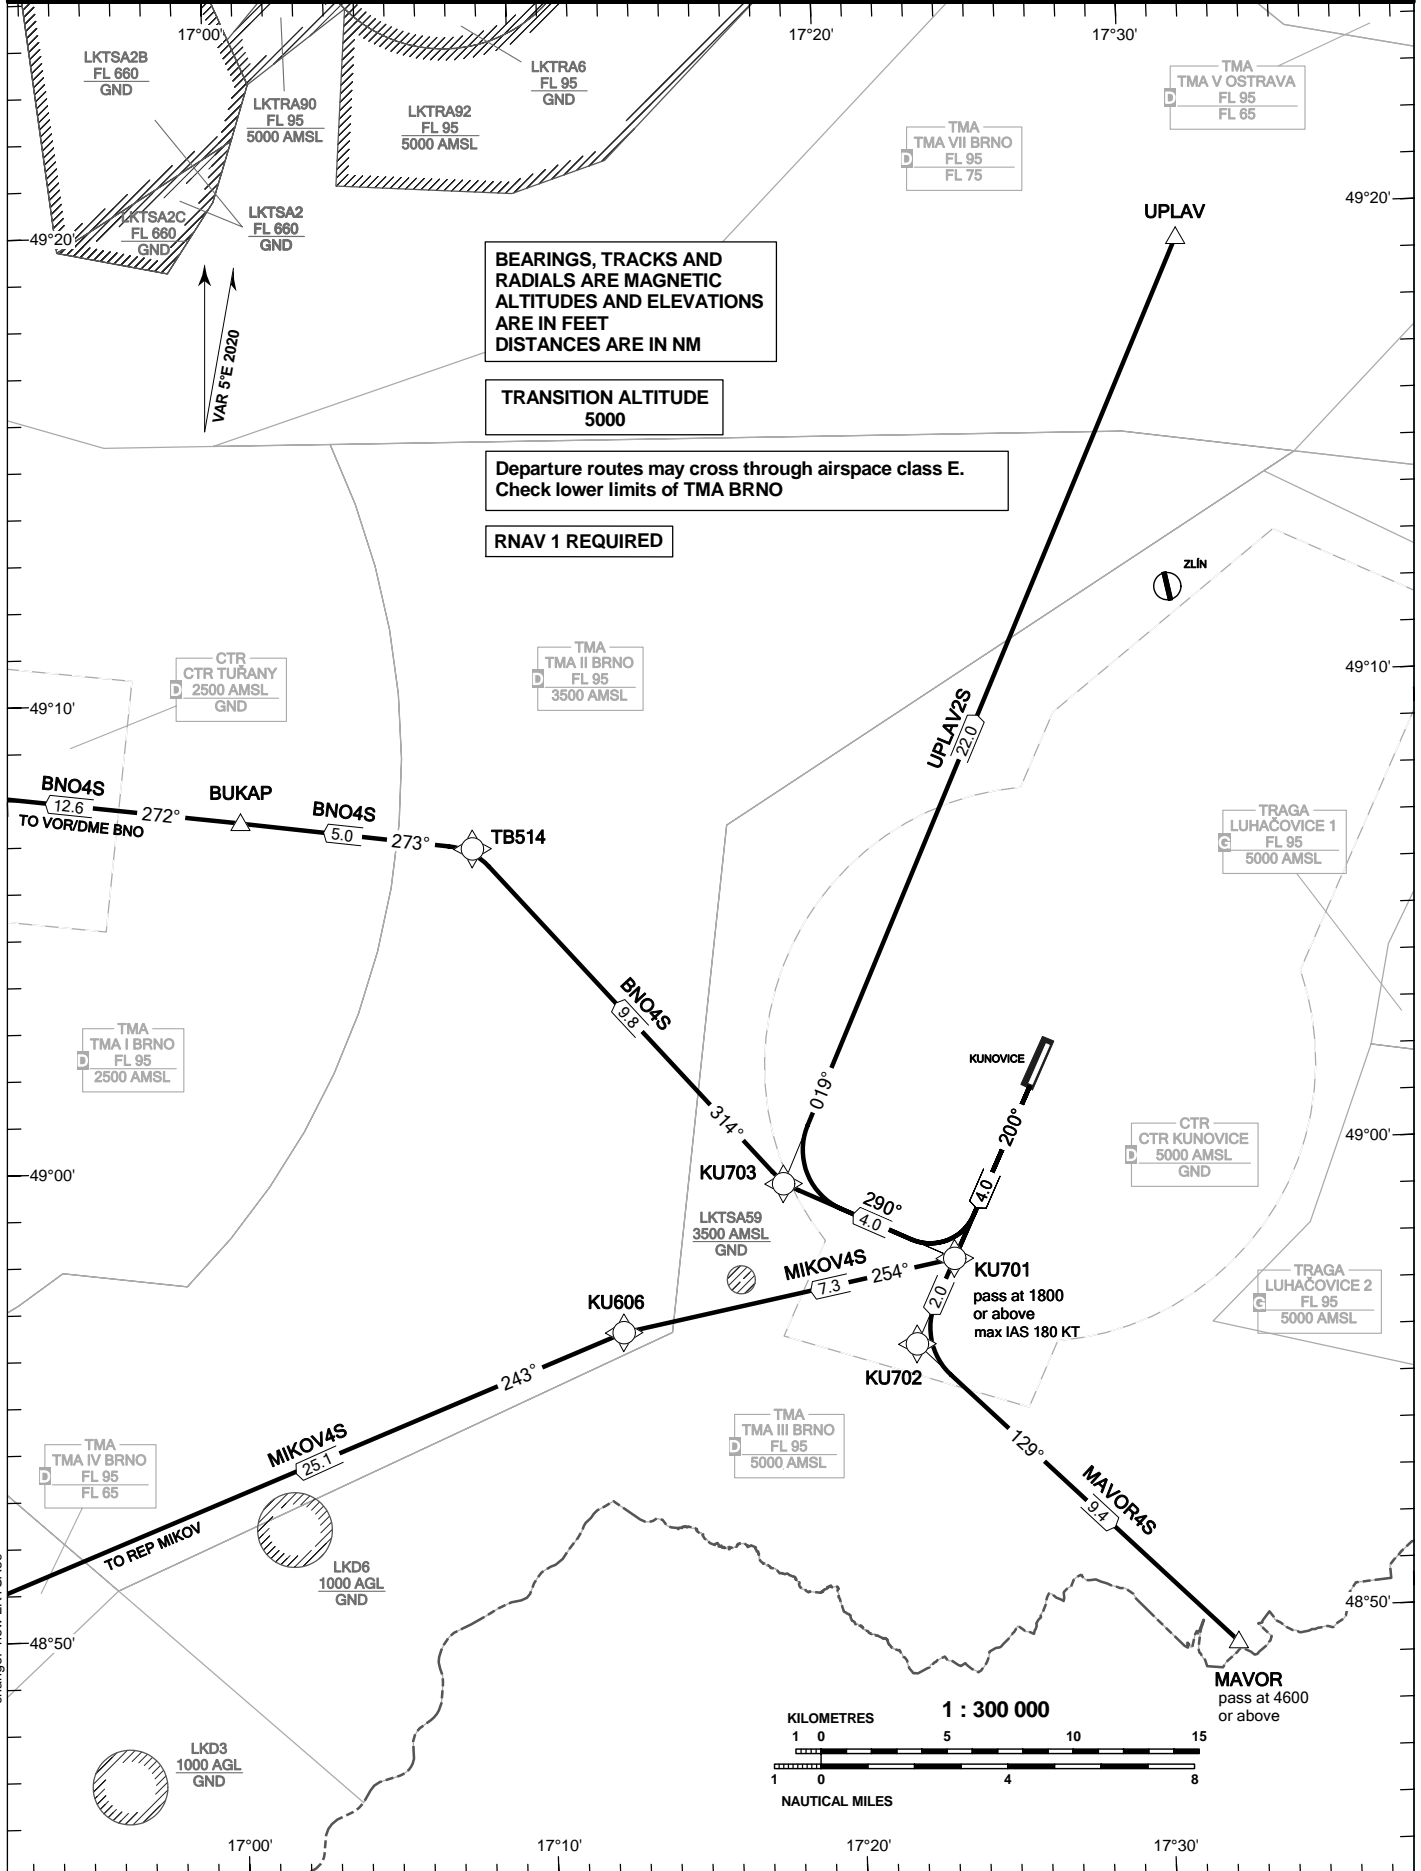 17°00'
17°20'
17°30'
LKTSA2B
FL 660
GND
LKTRA90
FL 95
5000 AMSL
LKTRA92
FL 95
5000 AMSL
LKTRA6
FL 95
GND
TMA
TMA V OSTRAVA
D
FL 95
FL 65
TMA
TMA VII BRNO
D
FL 95
FL 75
LKTSA2C
FL 660
GND
LKTSA2
FL 660
GND
49°20'
49°20'
UPLAV
VAR 5°E 2020
BEARINGS, TRACKS AND
RADIALS ARE MAGNETIC
ALTITUDES AND ELEVATIONS
ARE IN FEET
DISTANCES ARE IN NM
TRANSITION ALTITUDE
5000
Departure routes may cross through airspace class E.
Check lower limits of TMA BRNO
RNAV 1 REQUIRED
ZLÍN
CTR
CTR TUŘANY
D
2500 AMSL
GND
TMA
TMA II BRNO
D
FL 95
3500 AMSL
49°10'
49°10'
UPLAV2S
22.0
BNO4S
12.6
272°
TO VOR/DME BNO
BUKAP
BNO4S
5.0
273°
TB514
TRAGA
LUHAČOVICE 1
G
FL 95
5000 AMSL
BNO4S
9.8
314°
TMA
TMA I BRNO
D
FL 95
2500 AMSL
019°
KUNOVICE
200°
4.0
CTR
CTR KUNOVICE
D
5000 AMSL
GND
49°00'
49°00'
KU703
290°
4.0
LKTSA59
3500 AMSL
GND
MIKOV4S
7.3
254°
KU701
pass at 1800
or above
max IAS 180 KT
2.0
KU606
KU702
TRAGA
LUHAČOVICE 2
G
FL 95
5000 AMSL
243°
MIKOV4S
25.1
TO REP MIKOV
TMA
TMA III BRNO
D
FL 95
5000 AMSL
129°
MAVOR4S
9.4
TMA
TMA IV BRNO
D
FL 95
FL 65
LKD6
1000 AGL
GND
48°50'
48°50'
MAVOR
pass at 4600
or above
LKD3
1000 AGL
GND
1 : 300 000
KILOMETRES
1 0 5 10 15
1 0 4 8
NAUTICAL MILES
17°00'
17°10'
17°20'
17°30'